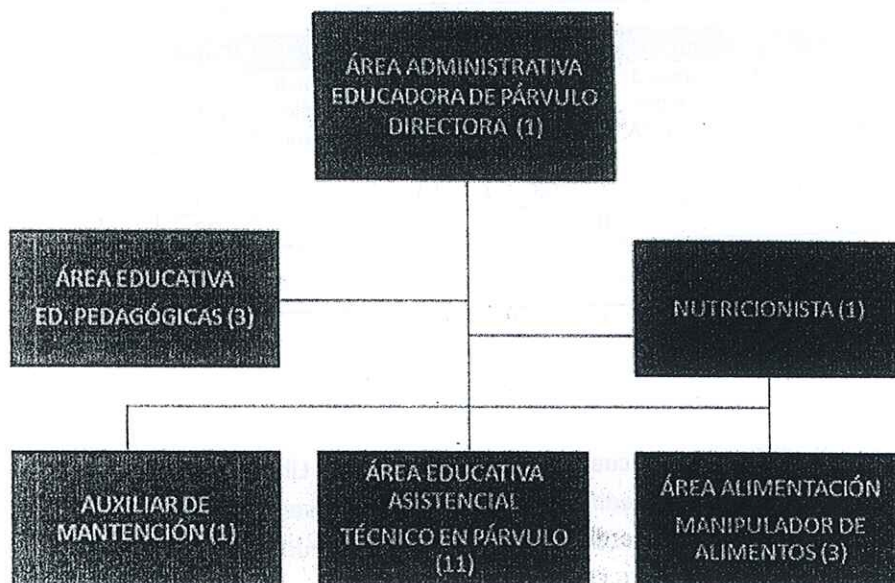 ÁREA ADMINISTRATIVA
EDUCADORA DE PÁRVULO
DIRECTORA (1)
ÁREA EDUCATIVA
ED. PEDAGÓGICAS (3)
NUTRICIONISTA (1)
AUXILIAR DE
MANTENCIÓN (1)
ÁREA EDUCATIVA
ASISTENCIAL
TÉCNICO EN PÁRVULO
(11)
ÁREA ALIMENTACIÓN
MANIPULADOR DE
ALIMENTOS (3)